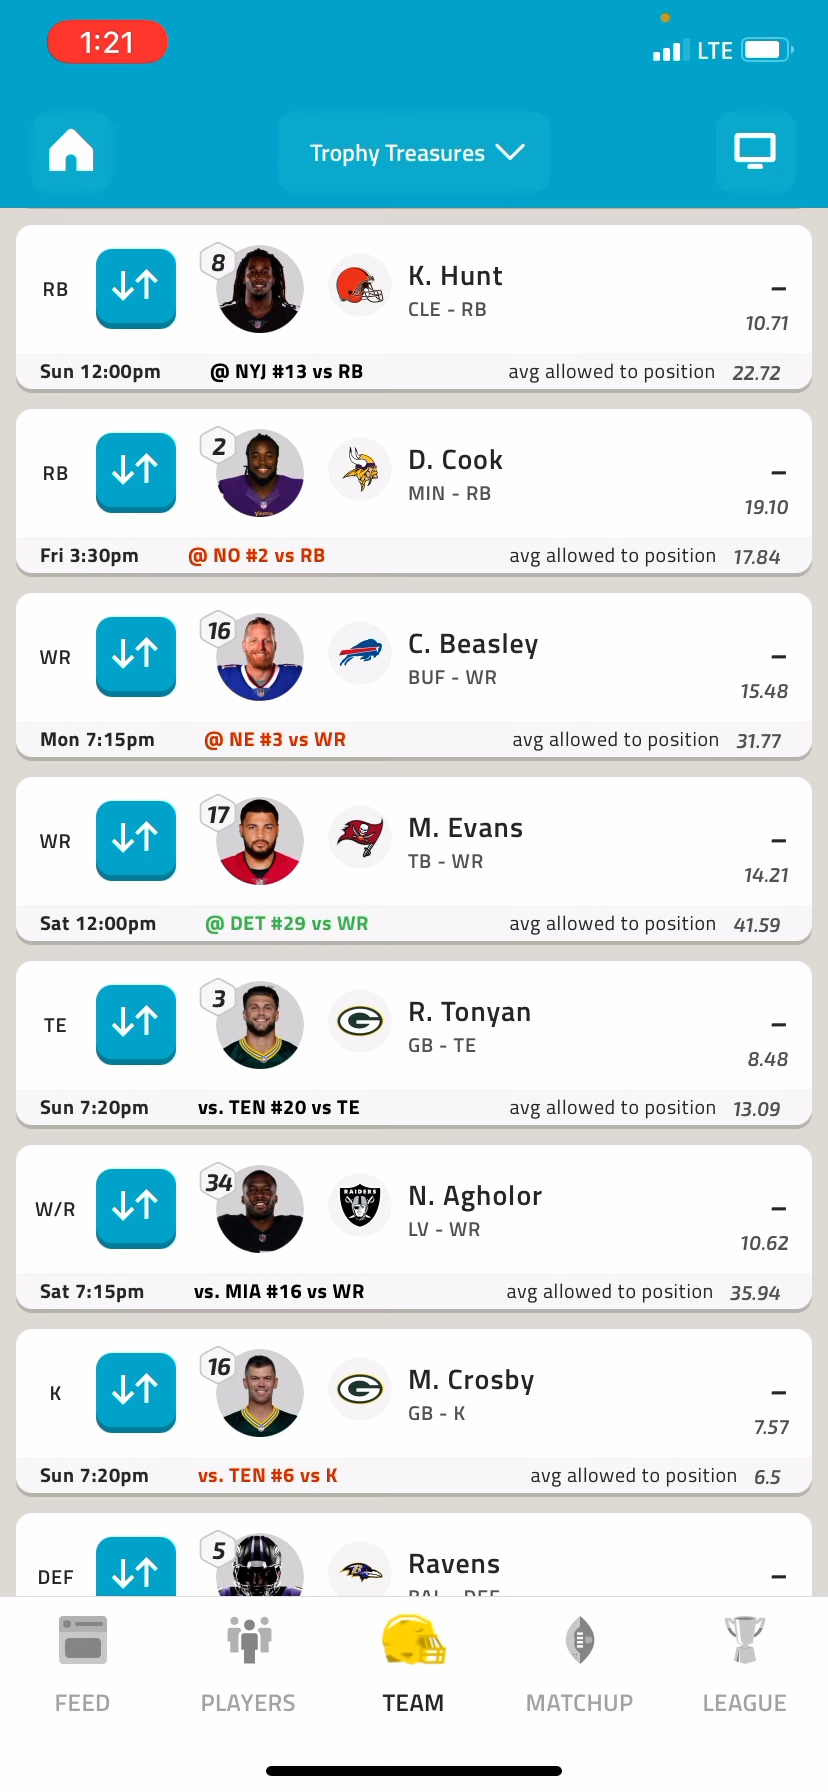 1:21
LTE
Trophy Treasures
RB
8
K. Hunt
CLE - RB
–
10.71
Sun 12:00pm @ NYJ #13 vs RB avg allowed to position 22.72
RB
2
D. Cook
MIN - RB
–
19.10
Fri 3:30pm @ NO #2 vs RB avg allowed to position 17.84
WR
16
C. Beasley
BUF - WR
–
15.48
Mon 7:15pm @ NE #3 vs WR avg allowed to position 31.77
WR
17
M. Evans
TB - WR
–
14.21
Sat 12:00pm @ DET #29 vs WR avg allowed to position 41.59
TE
3
R. Tonyan
GB - TE
–
8.48
Sun 7:20pm vs. TEN #20 vs TE avg allowed to position 13.09
W/R
34
RAIDERS
N. Agholor
LV - WR
–
10.62
Sat 7:15pm vs. MIA #16 vs WR avg allowed to position 35.94
K
16
M. Crosby
GB - K
–
7.57
Sun 7:20pm vs. TEN #6 vs K avg allowed to position 6.5
DEF
5
Ravens
BAL - DEF
–
FEED PLAYERS TEAM MATCHUP LEAGUE